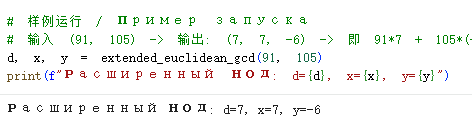 # 样例运行 / Пример запуска
# 输入 (91, 105) -> 输出: (7, 7, -6) -> 即 91*7 + 105*(-
d, x, y = extended_euclidean_gcd(91, 105)
print(f"Расширенный НОД: d={d}, x={x}, y={y}")
Расширенный НОД: d=7, x=7, y=-6